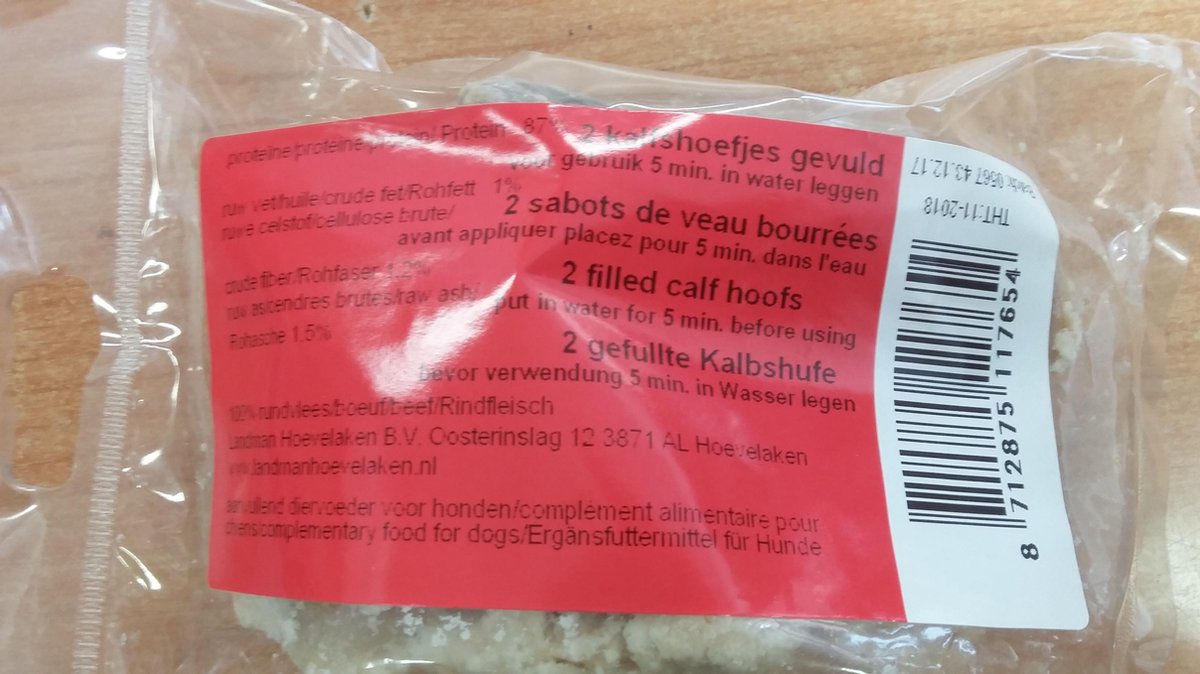 proteine/proteine/protein/ Protein 87%
ruw vet/huile/crude fet/Rohfett 1%
ruwe celstof/cellulose brute/
crude fiber/Rohfaser 1,2%
ruw as/cendres brutes/raw ash/
Rohasche 1,5%
2 kalfshoefjes gevuld
voor gebruik 5 min. in water leggen
2 sabots de veau bourrées
avant appliquer placez pour 5 min. dans l'eau
2 filled calf hoofs
put in water for 5 min. before using
2 gefullte Kalbshufe
bevor verwendung 5 min. in Wasser legen
100% rundvlees/boeuf/beef/Rindfleisch
Landman Hoevelaken B.V. Oosterinslag 12 3871 AL Hoevelaken
www.landmanhoevelaken.nl
aanvullend diervoeder voor honden/complément alimentaire pour
chiens/complementary food for dogs/Ergänsfuttermittel für Hunde
0567 43.12.17
THT:11-2018
8 712875 117654